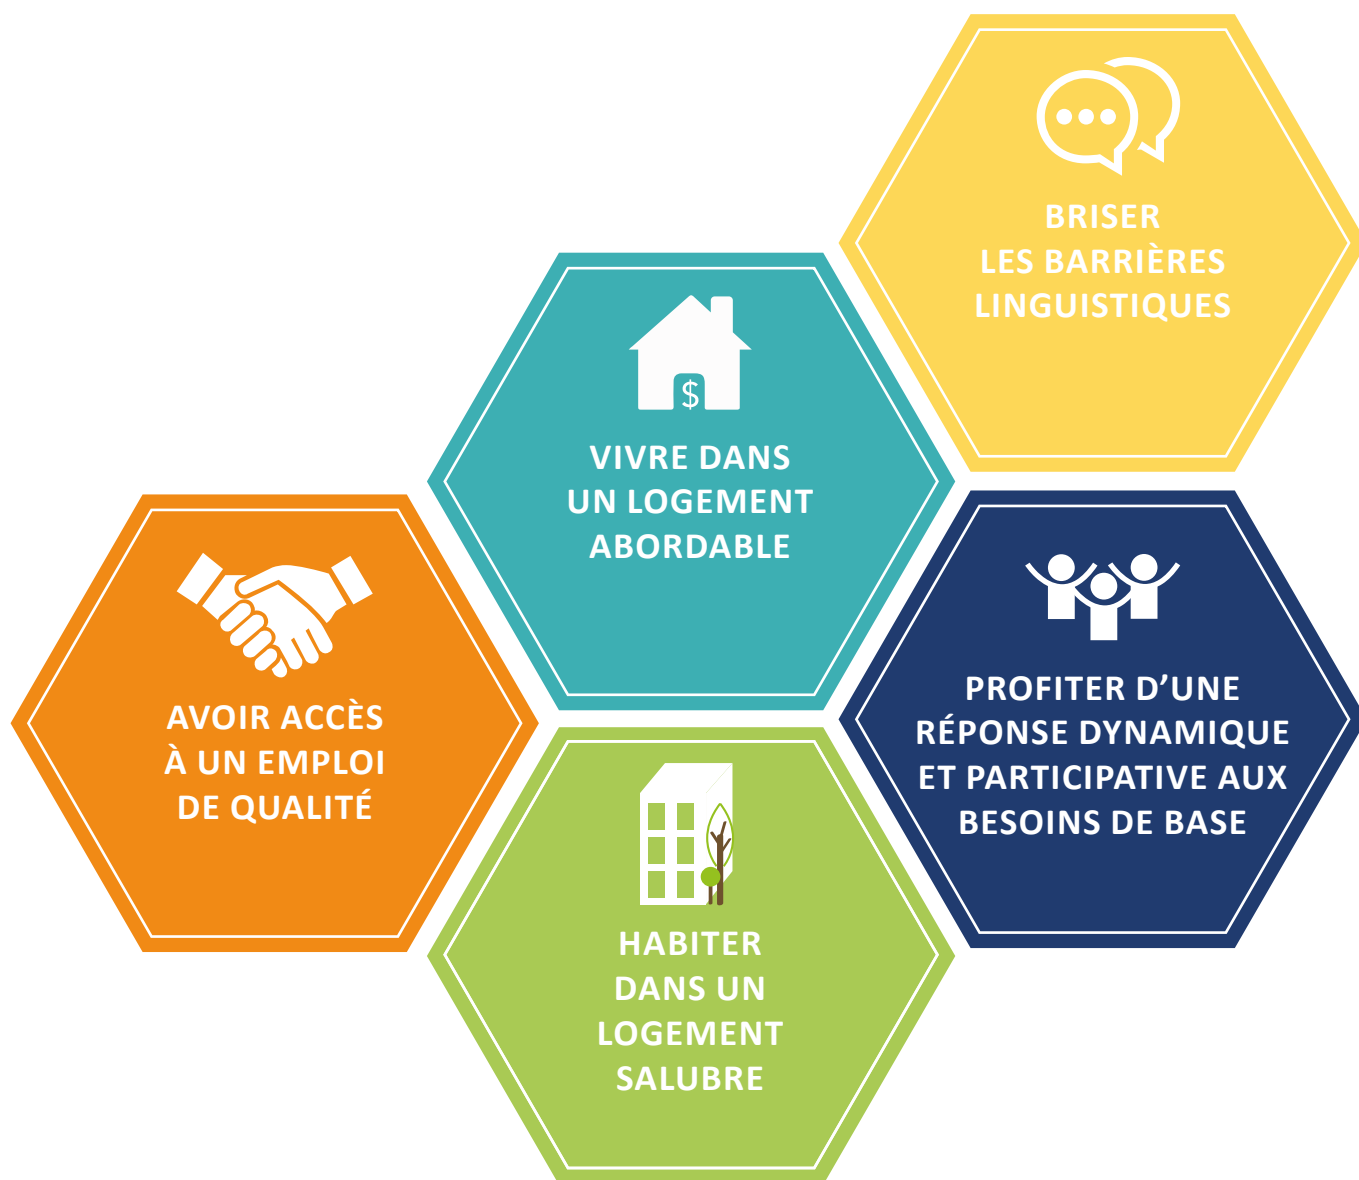 BRISER
LES BARRIÈRES
LINGUISTIQUES
$
VIVRE DANS
UN LOGEMENT
ABORDABLE
AVOIR ACCÈS
À UN EMPLOI
DE QUALITÉ
PROFITER D’UNE
RÉPONSE DYNAMIQUE
ET PARTICIPATIVE AUX
BESOINS DE BASE
HABITER
DANS UN
LOGEMENT
SALUBRE